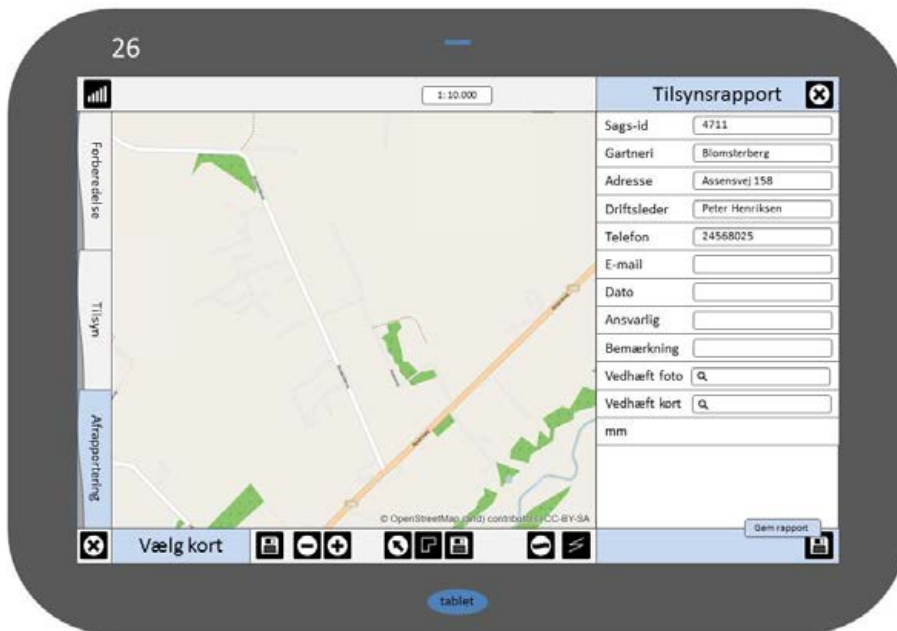 26
1:10.000
Tilsynsrapport
Sags-id 4711
Gartneri Blomsterberg
Adresse Assensvej 158
Driftsleder Peter Henriksen
Telefon 24568025
E-mail
Dato
Ansvarlig
Bemærkning
Vedhæft foto
Vedhæft kort
mm
Forberedelse
Tilsyn
Afrapportering
© OpenStreetMap (and) contributors, CC-BY-SA
Vælg kort
Gem rapport
tablet